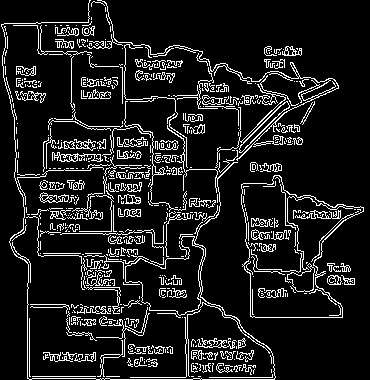 Lake Of
The Woods
Voyageur
Country
Gunflint
Trail
Red
River
Valley
Bemidji
Lakes
North
Country/BWCA
Iron
Trail
North
Shore
Mississippi
Headwaters
Leech
Lake
1000
Grand
Lakes
Duluth
Otter Tail
Country
Brainerd
Lakes/
Mille
Lacs
River
Country
Lakes
Central
Lakes
North
Central/
West
Northeast
Little
Crow
Lakes
Twin
Cities
Twin
Cities
South
Minnesota
River Country
Prairieland
Southern
Lakes
Mississippi
River Valley/
Bluff Country